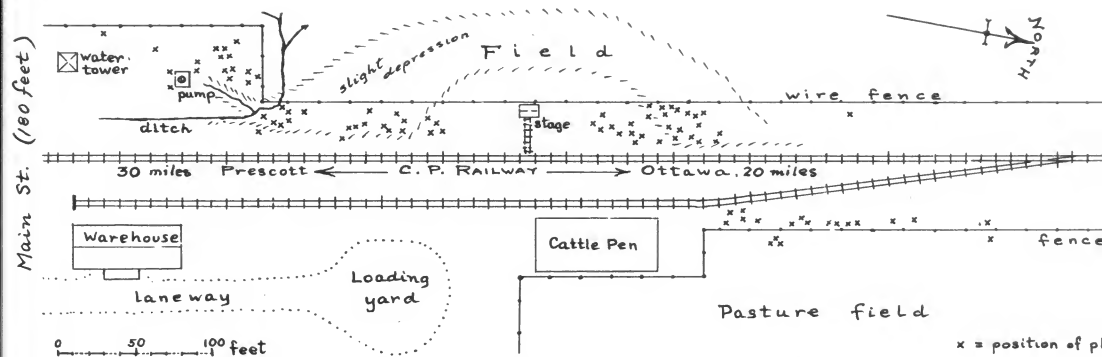 Main St. (180 feet)
water
tower
pump
ditch
slight depression
Field
NORTH
wire fence
stage
30 miles Prescott C.P. RAILWAY Ottawa, 20 miles
Warehouse
Cattle Pen
fence
Loading
yard
laneway
Pasture field
0 50 100 feet
x = position of pl